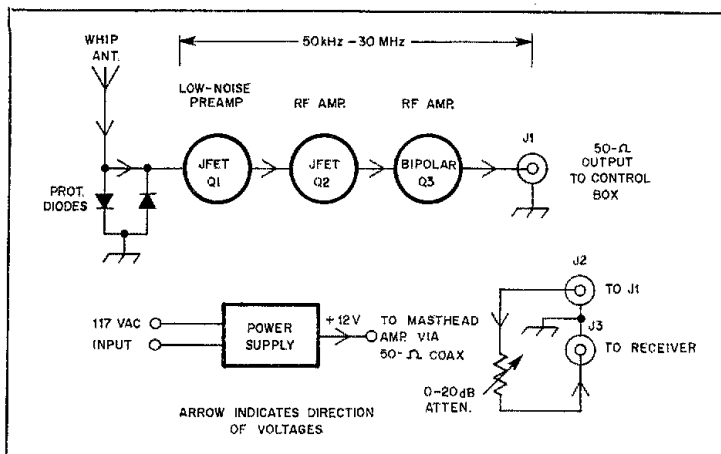 50kHz – 30 MHz
WHIP
ANT.
LOW-NOISE
PREAMP
RF AMP.
RF AMP.
JFET
Q1
JFET
Q2
BIPOLAR
Q3
J1
50-Ω
OUTPUT
TO CONTROL
BOX
PROT.
DIODES
117 VAC
INPUT
POWER
SUPPLY
+12V
TO MASTHEAD
AMP. VIA
50-Ω COAX
J2
TO J1
J3
TO RECEIVER
0-20dB
ATTEN.
ARROW INDICATES DIRECTION
OF VOLTAGES